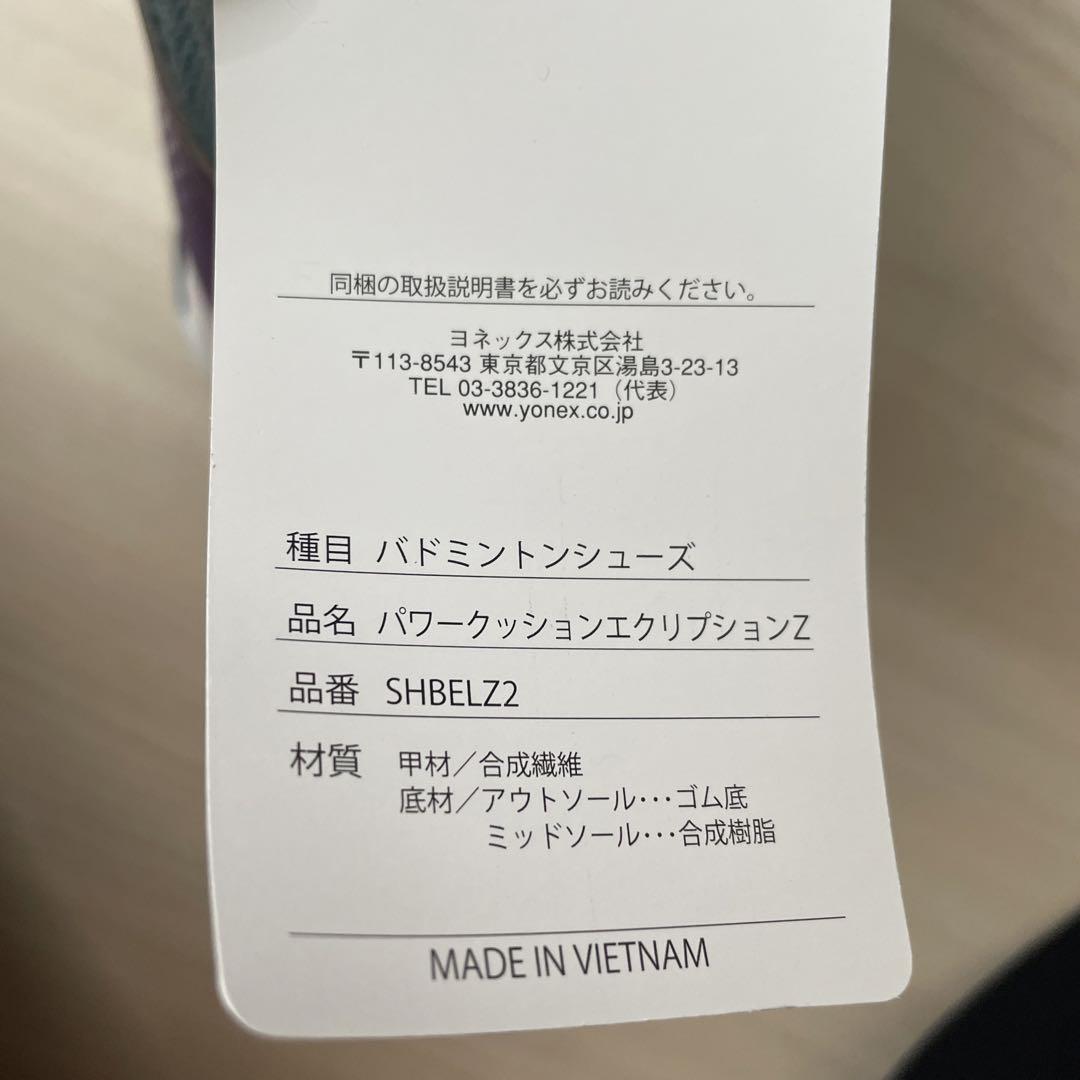 同梱の取扱説明書を必ずお読みください。
ヨネックス株式会社
〒113-8543 東京都文京区湯島3-23-13
TEL 03-3836-1221（代表）
www.yonex.co.jp
種目 バドミントンシューズ
品名 パワークッションエクリプションZ
品番 SHBELZ2
材質 甲材／合成繊維
底材／アウトソール･･･ゴム底
ミッドソール･･･合成樹脂
MADE IN VIETNAM